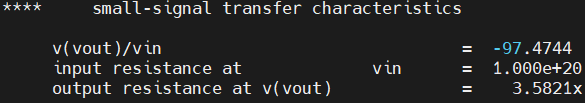 **** small-signal transfer characteristics
v(vout)/vin = -97.4744
input resistance at vin = 1.000e+20
output resistance at v(vout) = 3.5821x